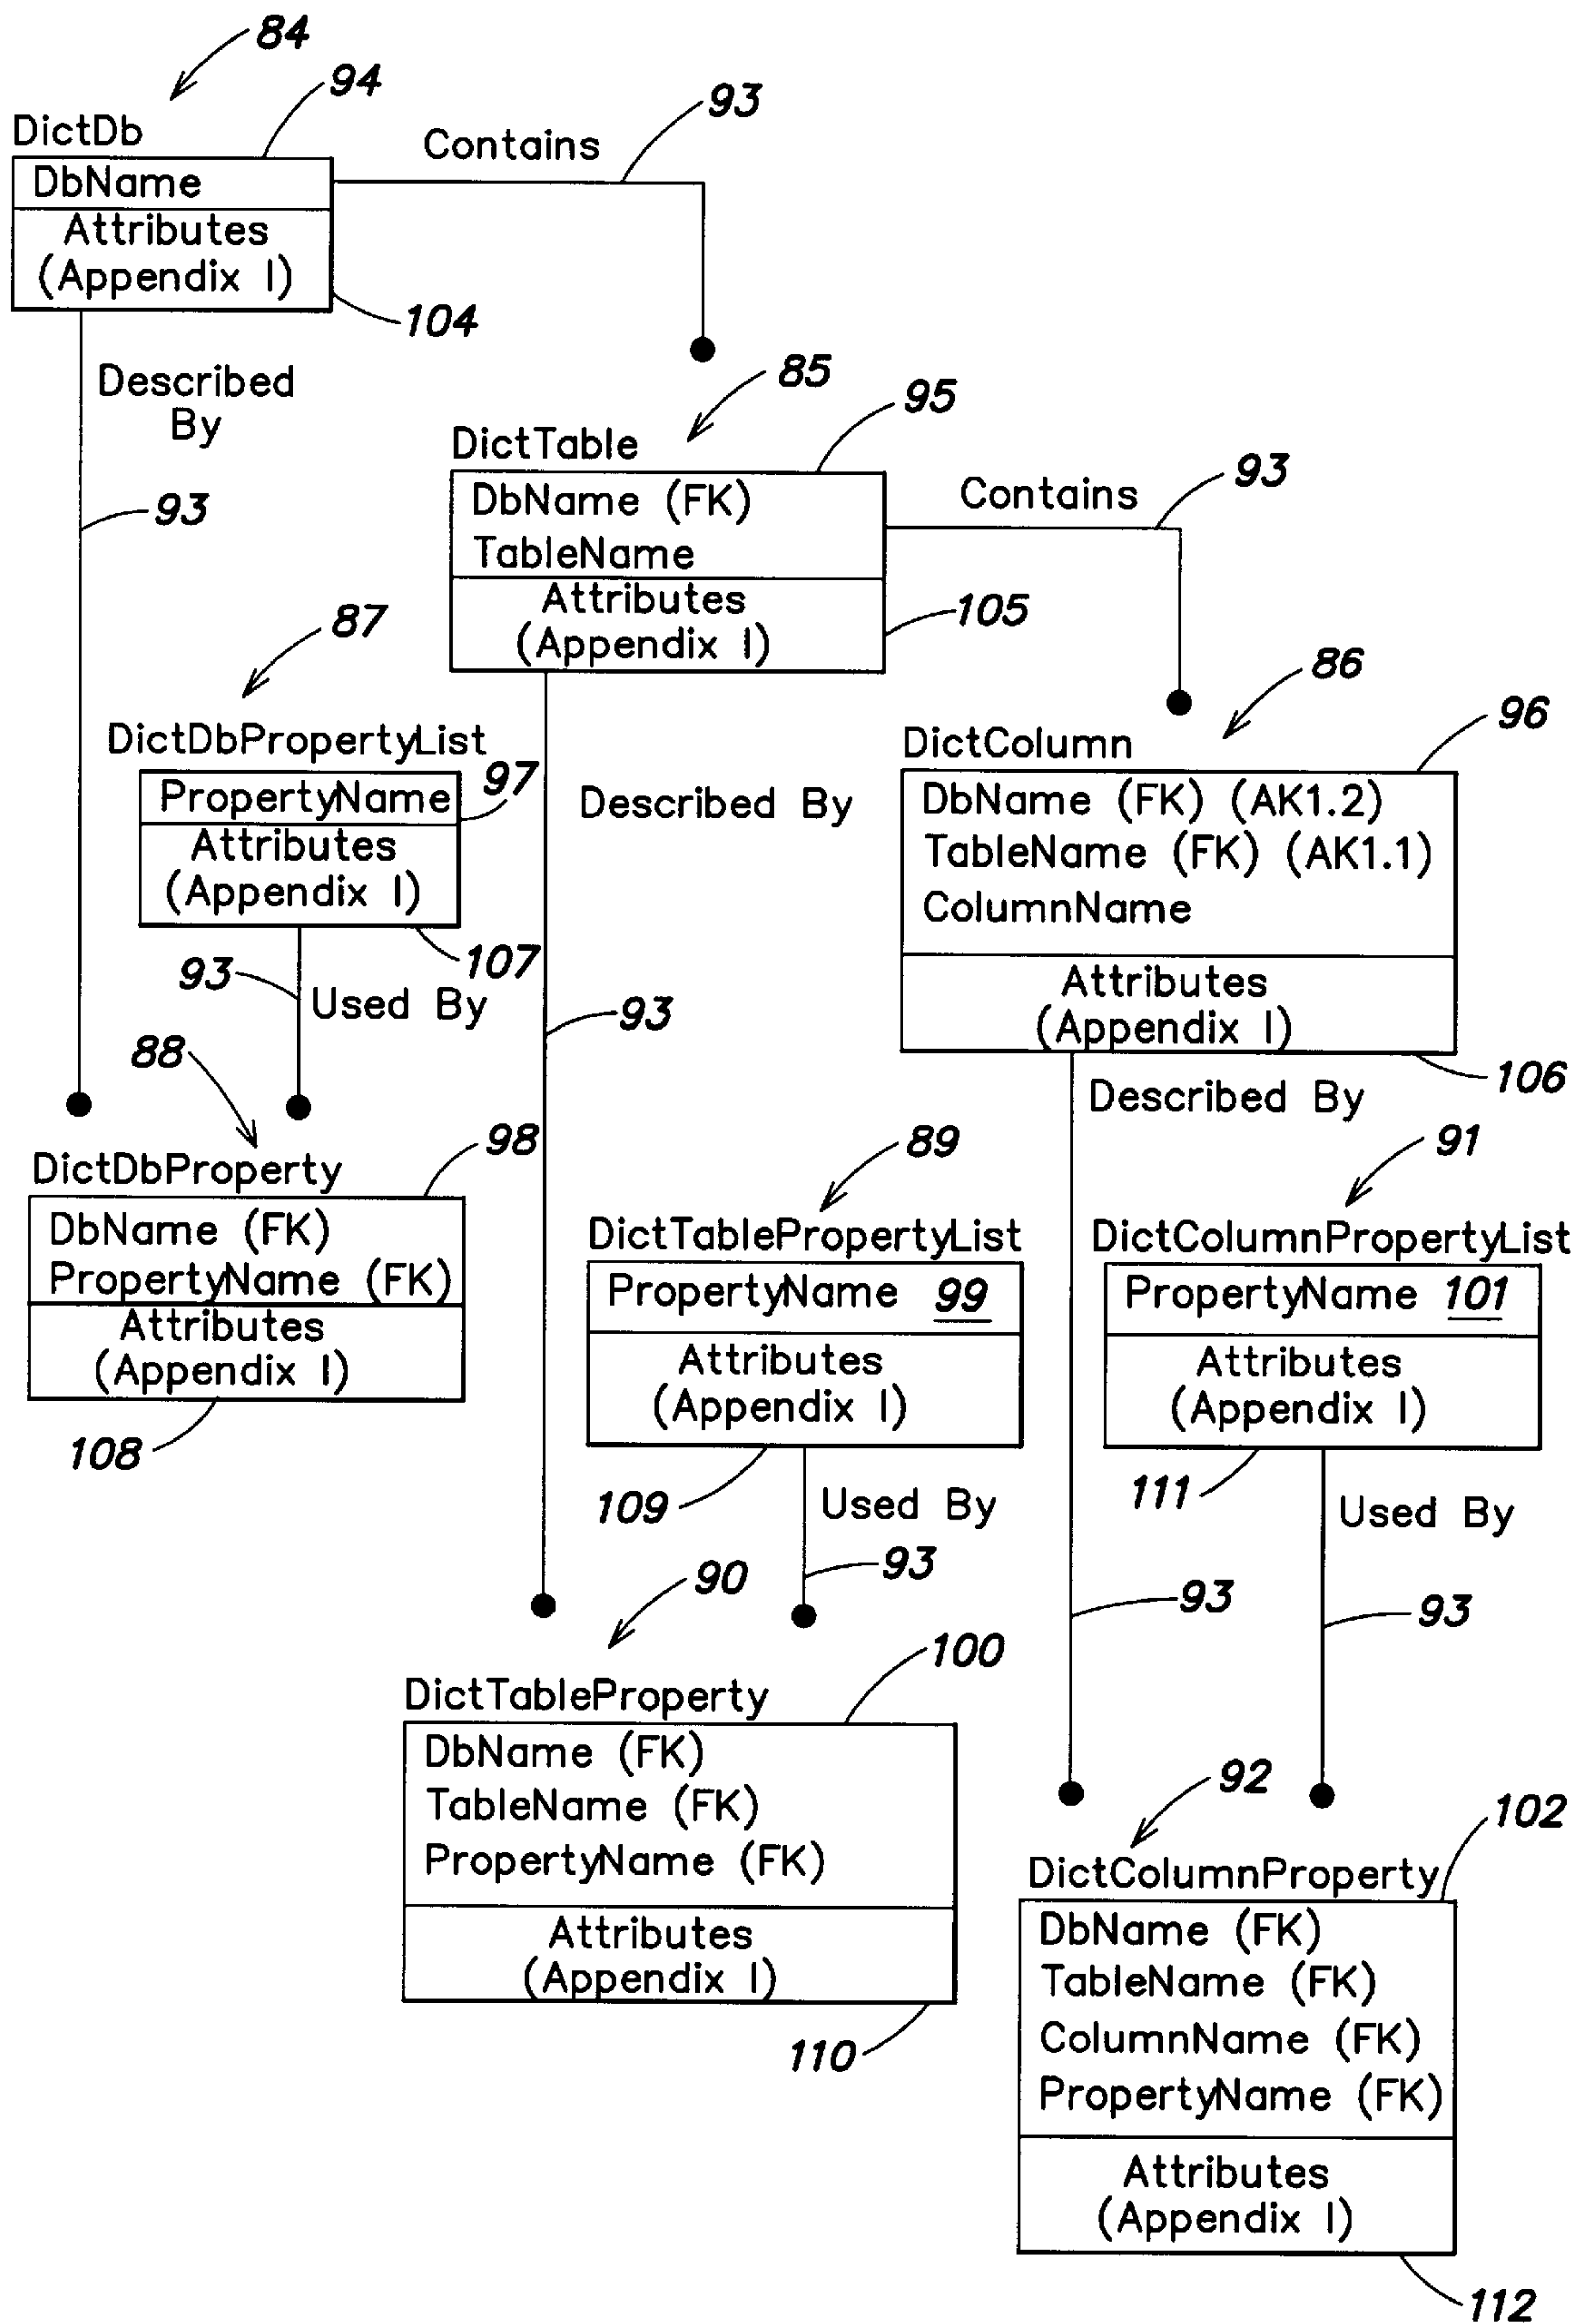 84
94
93
DictDb
Contains
DbName
Attributes
(Appendix I)
104
Described
By
93
85
95
DictTable
DbName (FK)
TableName
Attributes
(Appendix I)
105
Contains
93
87
DictDbPropertyList
PropertyName
97
Attributes
(Appendix I)
107
93
Used By
Described By
93
86
96
DictColumn
DbName (FK) (AK1.2)
TableName (FK) (AK1.1)
ColumnName
Attributes
(Appendix I)
106
Described By
88
98
DictDbProperty
DbName (FK)
PropertyName (FK)
Attributes
(Appendix I)
108
89
DictTablePropertyList
PropertyName 99
Attributes
(Appendix I)
109
Used By
93
91
DictColumnPropertyList
PropertyName 101
Attributes
(Appendix I)
111
Used By
93
93
90
100
DictTableProperty
DbName (FK)
TableName (FK)
PropertyName (FK)
Attributes
(Appendix I)
110
92
102
DictColumnProperty
DbName (FK)
TableName (FK)
ColumnName (FK)
PropertyName (FK)
Attributes
(Appendix I)
112